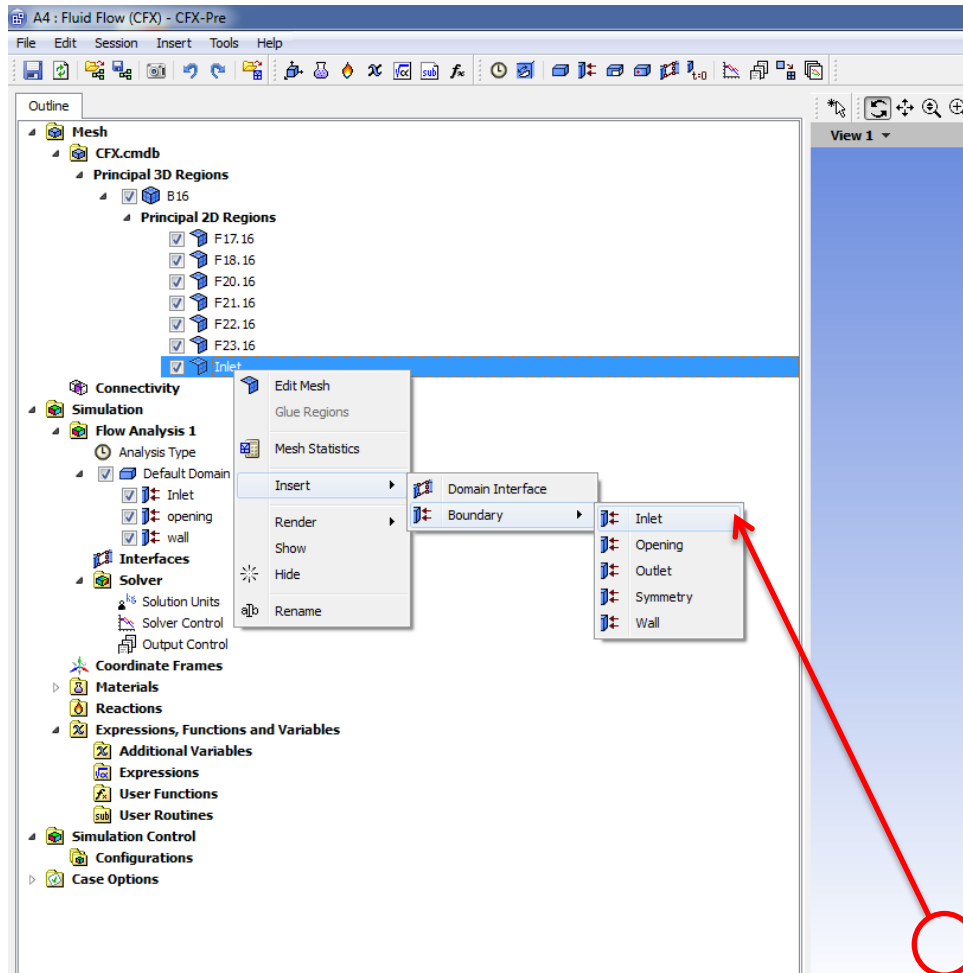 A4 : Fluid Flow (CFX) - CFX-Pre
File Edit Session Insert Tools Help
Outline
View 1
Mesh
CFX.cmdb
Principal 3D Regions
B16
Principal 2D Regions
F17.16
F18.16
F20.16
F21.16
F22.16
F23.16
Inlet
Connectivity
Simulation
Flow Analysis 1
Analysis Type
Default Domain
Inlet
opening
wall
Interfaces
Solver
Solution Units
Solver Control
Output Control
Coordinate Frames
Materials
Reactions
Expressions, Functions and Variables
Additional Variables
Expressions
User Functions
User Routines
Simulation Control
Configurations
Case Options
Edit Mesh
Glue Regions
Mesh Statistics
Insert
Render
Show
Hide
Rename
Domain Interface
Boundary
Inlet
Opening
Outlet
Symmetry
Wall